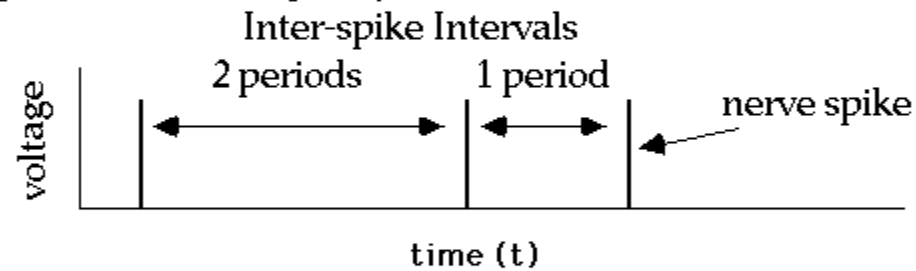 Inter-spike Intervals
2 periods 1 period
nerve spike
voltage
time (t)